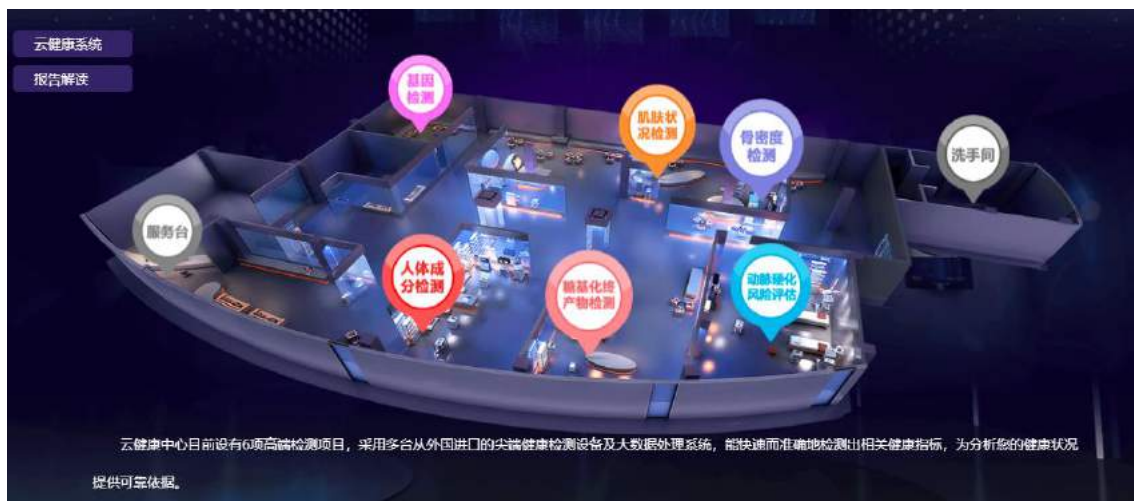 云健康系统
报告解读
基因
检测
肌肤状
况检测
骨密度
检测
洗手间
服务台
人体成
分检测
糖基化终
产物检测
动脉硬化
风险评估
云健康中心目前设有6项高端检测项目，采用多台从外国进口的尖端健康检测设备及大数据处理系统，能快速而准确地检测出相关健康指标，为分析您的健康状况
提供可靠依据。